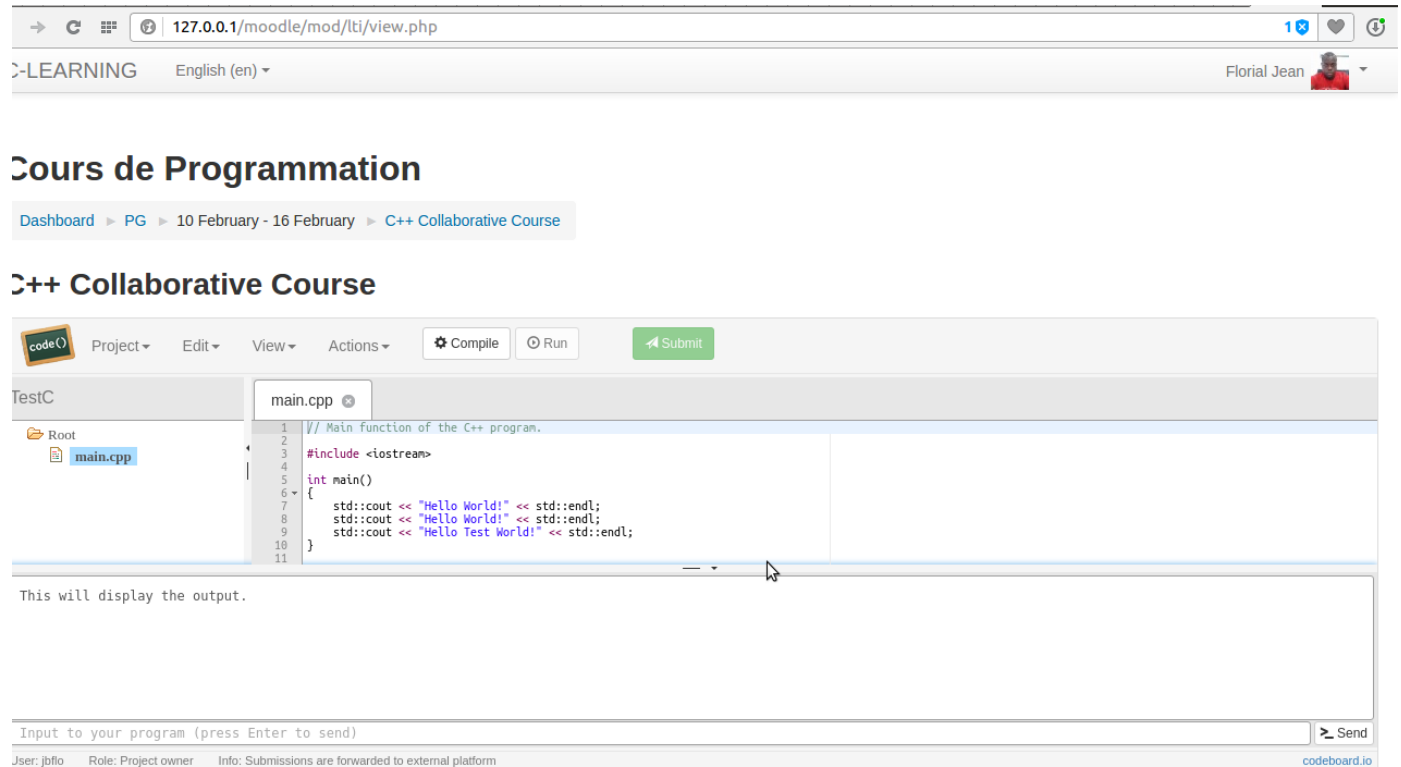 127.0.0.1/moodle/mod/lti/view.php 1
C-LEARNING English (en) Florial Jean
Cours de Programmation
Dashboard PG 10 February - 16 February C++ Collaborative Course
C++ Collaborative Course
code() Project Edit View Actions Compile Run Submit
TestC main.cpp
Root
main.cpp
1 // Main function of the C++ program.
2
3 #include <iostream>
4
5 int main()
6 {
7 std::cout << "Hello World!" << std::endl;
8 std::cout << "Hello World!" << std::endl;
9 std::cout << "Hello Test World!" << std::endl;
10 }
11
This will display the output.
Input to your program (press Enter to send) >_ Send
User: jbflo Role: Project owner Info: Submissions are forwarded to external platform codeboard.io